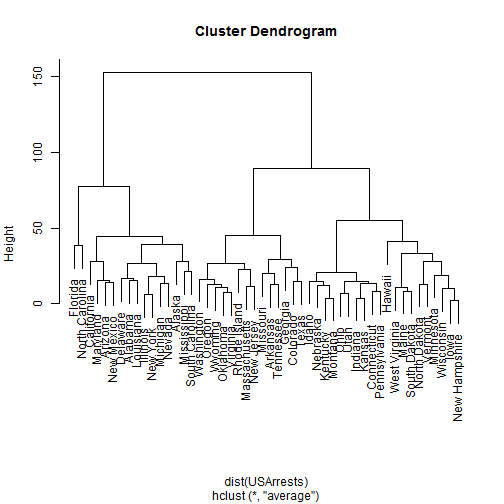 Cluster Dendrogram
Height
150
100
50
0
Florida
North Carolina
California
Maryland
Arizona
New Mexico
Delaware
Alabama
Louisiana
Illinois
New York
Michigan
Nevada
Alaska
Mississippi
South Carolina
Washington
Oregon
Wyoming
Oklahoma
Virginia
Rhode Island
Massachusetts
New Jersey
Missouri
Arkansas
Tennessee
Georgia
Colorado
Texas
Idaho
Nebraska
Kentucky
Montana
Ohio
Utah
Indiana
Kansas
Connecticut
Pennsylvania
Hawaii
West Virginia
Maine
South Dakota
North Dakota
Vermont
Minnesota
Wisconsin
Iowa
New Hampshire
dist(USArrests)
hclust (*, "average")